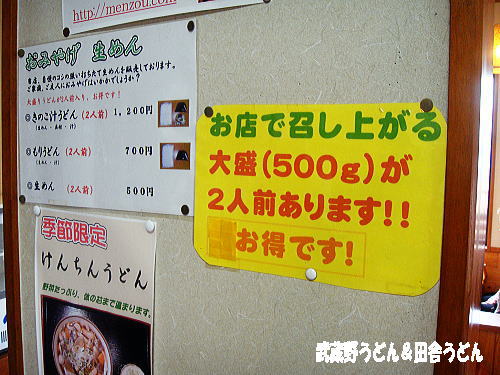 http://menzou.com
おみやげ 生めん
当店、自慢のコシの強い打ちたて生めんを販売しております。
ご家族、ご友人におみやげはいかがでしょうか?
大盛りうどんが2人前入り、お得です!
◎きのこ汁うどん(2人前) 1,200円
◎もりうどん(2人前) 700円
◎生めん (2人前) 500円
お店で召し上がる
大盛(500g)が
2人前あります!!
お得です!
季節限定
けんちんうどん
野菜たっぷり、体のおまで温まります。
武蔵野うどん&田舎うどん